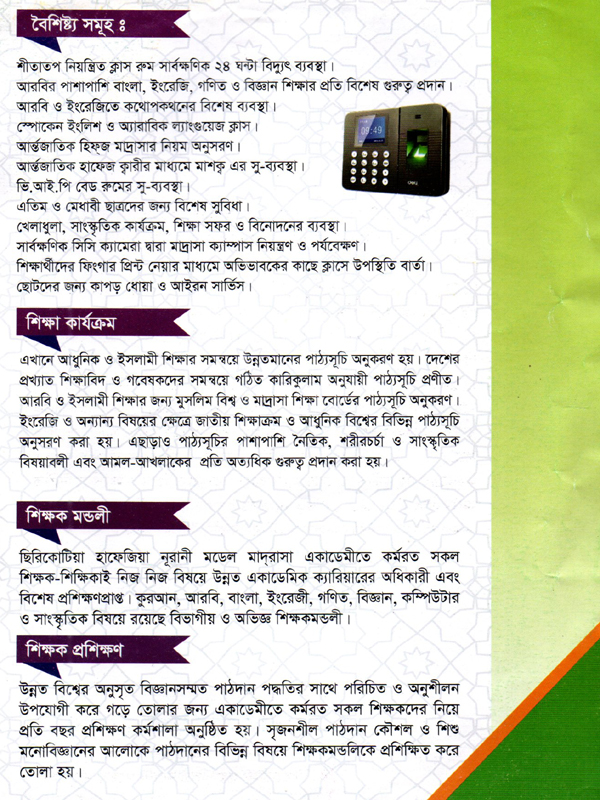 বৈশিষ্ট্য সমূহ ঃ
শীতাতপ নিয়ন্ত্রিত ক্লাস রুম সার্বক্ষণিক ২৪ ঘন্টা বিদ্যুৎ ব্যবস্থা।
আরবির পাশাপাশি বাংলা, ইংরেজি, গণিত ও বিজ্ঞান শিক্ষার প্রতি বিশেষ গুরুত্ব প্রদান।
আরবি ও ইংরেজিতে কথোপকথনের বিশেষ ব্যবস্থা।
স্পোকেন ইংলিশ ও অ্যারাবিক ল্যাংগুয়েজ ক্লাস।
আর্ন্তজাতিক হিফজ মাদ্রাসার নিয়ম অনুসরণ।
আর্ন্তজাতিক হাফেজ ক্বারীর মাধ্যমে মাশক্ব এর সু-ব্যবস্থা।
ভি.আই.পি বেড রুমের সু-ব্যবস্থা।
এতিম ও মেধাবী ছাত্রদের জন্য বিশেষ সুবিধা।
খেলাধুলা, সাংস্কৃতিক কার্যক্রম, শিক্ষা সফর ও বিনোদনের ব্যবস্থা।
সার্বক্ষণিক সিসি ক্যামেরা দ্বারা মাদ্রাসা ক্যাম্পাস নিয়ন্ত্রণ ও পর্যবেক্ষণ।
শিক্ষার্থীদের ফিংগার প্রিন্ট নেয়ার মাধ্যমে অভিভাবকের কাছে ক্লাসে উপস্থিতি বার্তা।
ছোটদের জন্য কাপড় ধোয়া ও আইরন সার্ভিস।
09:49
শিক্ষা কার্যক্রম
এখানে আধুনিক ও ইসলামী শিক্ষার সমন্বয়ে উন্নতমানের পাঠ্যসূচি অনুকরণ হয়। দেশের
প্রখ্যাত শিক্ষাবিদ ও গবেষকদের সমন্বয়ে গঠিত কারিকুলাম অনুযায়ী পাঠ্যসূচি প্রণীত।
আরবি ও ইসলামী শিক্ষার জন্য মুসলিম বিশ্ব ও মাদ্রাসা শিক্ষা বোর্ডের পাঠ্যসূচি অনুকরণ।
ইংরেজি ও অন্যান্য বিষয়ের ক্ষেত্রে জাতীয় শিক্ষাক্রম ও আধুনিক বিশ্বের বিভিন্ন পাঠ্যসূচি
অনুসরণ করা হয়। এছাড়াও পাঠ্যসূচির পাশাপাশি নৈতিক, শরীরচর্চা ও সাংস্কৃতিক
বিষয়াবলী এবং আমল-আখলাকের প্রতি অত্যধিক গুরুত্ব প্রদান করা হয়।
শিক্ষক মন্ডলী
ছিরিকোটিয়া হাফেজিয়া নূরানী মডেল মাদ্‌রাসা একাডেমীতে কর্মরত সকল
শিক্ষক-শিক্ষিকাই নিজ নিজ বিষয়ে উন্নত একাডেমিক ক্যারিয়ারের অধিকারী এবং
বিশেষ প্রশিক্ষণপ্রাপ্ত। কুরআন, আরবি, বাংলা, ইংরেজী, গণিত, বিজ্ঞান, কম্পিউটার
ও সাংস্কৃতিক বিষয়ে রয়েছে বিভাগীয় ও অভিজ্ঞ শিক্ষকমন্ডলী।
শিক্ষক প্রশিক্ষণ
উন্নত বিশ্বের অনুসৃত বিজ্ঞানসম্মত পাঠদান পদ্ধতির সাথে পরিচিত ও অনুশীলন
উপযোগী করে গড়ে তোলার জন্য একাডেমীতে কর্মরত সকল শিক্ষকদের নিয়ে
প্রতি বছর প্রশিক্ষণ কর্মশালা অনুষ্ঠিত হয়। সৃজনশীল পাঠদান কৌশল ও শিশু
মনোবিজ্ঞানের আলোকে পাঠদানের বিভিন্ন বিষয়ে শিক্ষকমন্ডলিকে প্রশিক্ষিত করে
তোলা হয়।